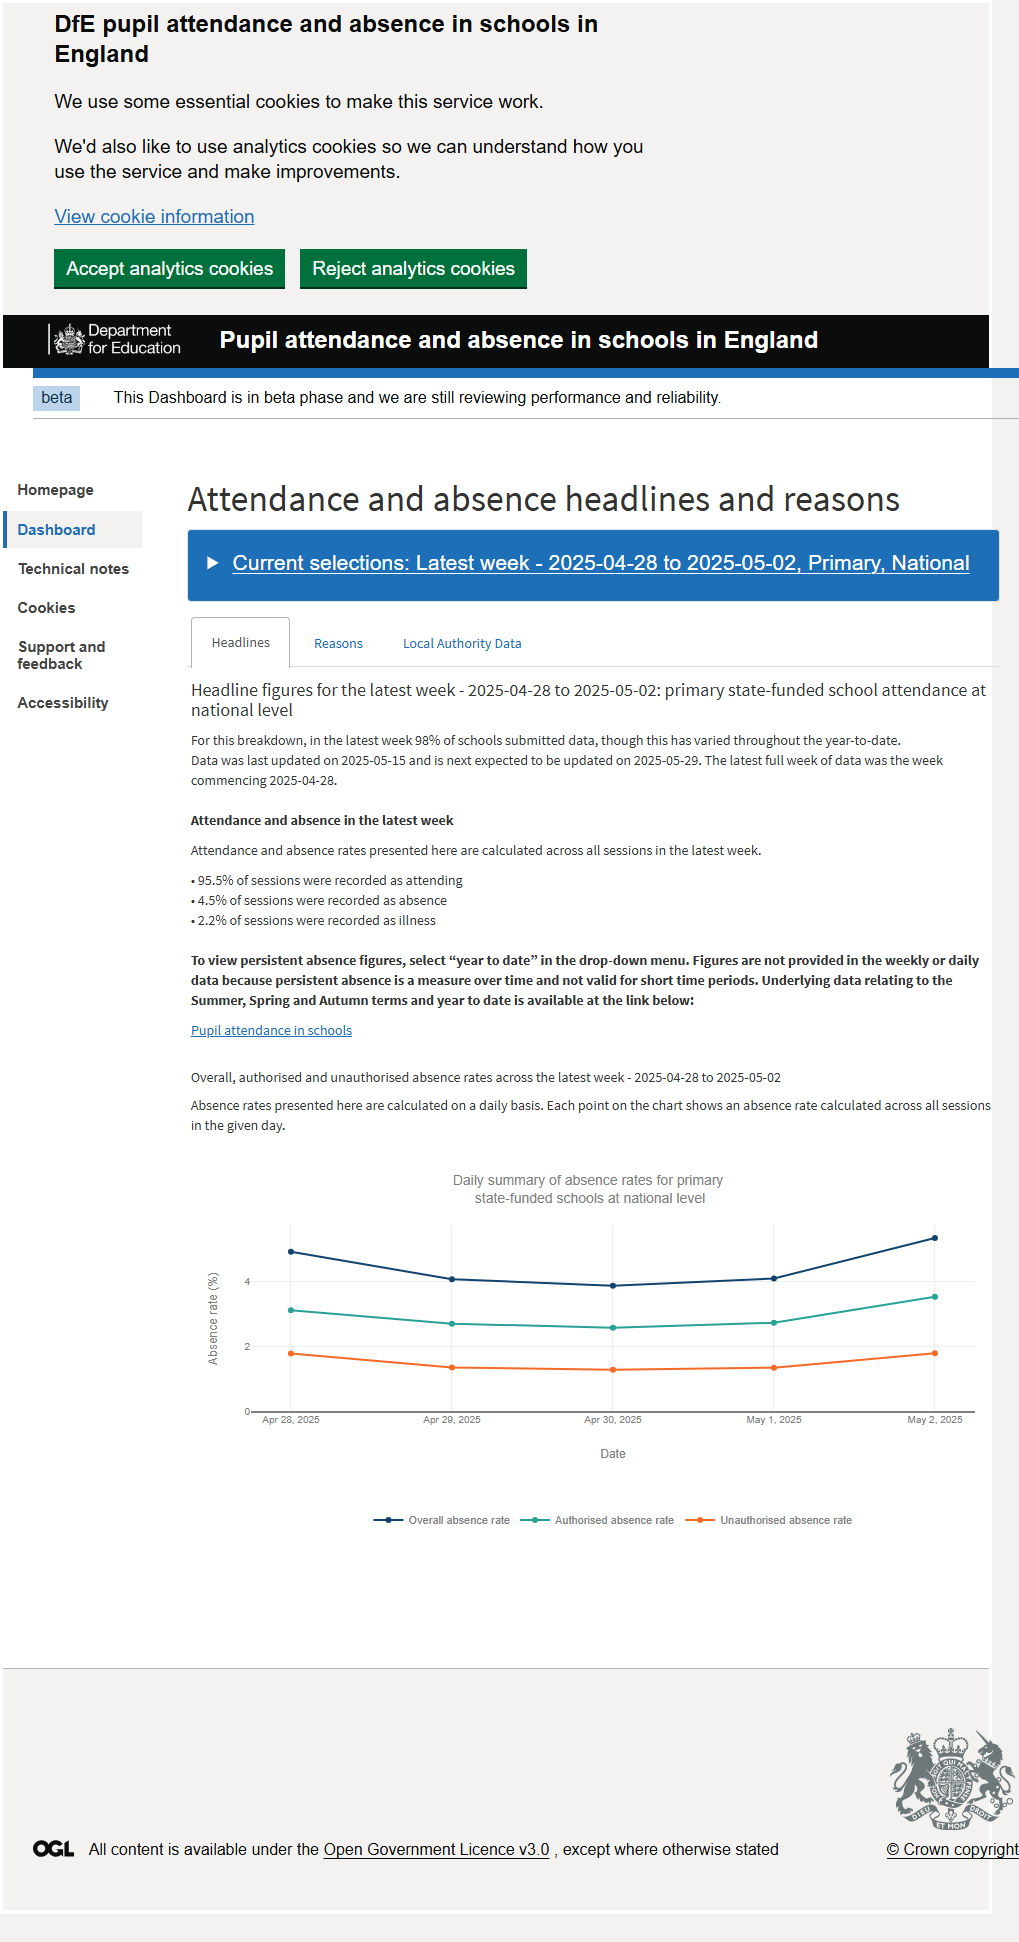 DfE pupil attendance and absence in schools in
England
We use some essential cookies to make this service work.
We'd also like to use analytics cookies so we can understand how you
use the service and make improvements.
View cookie information
Accept analytics cookies
Reject analytics cookies
Department
for Education
Pupil attendance and absence in schools in England
beta
This Dashboard is in beta phase and we are still reviewing performance and reliability.
Homepage
Dashboard
Technical notes
Cookies
Support and
feedback
Accessibility
Attendance and absence headlines and reasons
Current selections: Latest week - 2025-04-28 to 2025-05-02, Primary, National
Headlines
Reasons
Local Authority Data
Headline figures for the latest week - 2025-04-28 to 2025-05-02: primary state-funded school attendance at
national level
For this breakdown, in the latest week 98% of schools submitted data, though this has varied throughout the year-to-date.
Data was last updated on 2025-05-15 and is next expected to be updated on 2025-05-29. The latest full week of data was the week
commencing 2025-04-28.
Attendance and absence in the latest week
Attendance and absence rates presented here are calculated across all sessions in the latest week.
• 95.5% of sessions were recorded as attending
• 4.5% of sessions were recorded as absence
• 2.2% of sessions were recorded as illness
To view persistent absence figures, select “year to date” in the drop-down menu. Figures are not provided in the weekly or daily
data because persistent absence is a measure over time and not valid for short time periods. Underlying data relating to the
Summer, Spring and Autumn terms and year to date is available at the link below:
Pupil attendance in schools
Overall, authorised and unauthorised absence rates across the latest week - 2025-04-28 to 2025-05-02
Absence rates presented here are calculated on a daily basis. Each point on the chart shows an absence rate calculated across all sessions
in the given day.
Daily summary of absence rates for primary
state-funded schools at national level
Absence rate (%)
4
2
0
Apr 28, 2025
Apr 29, 2025
Apr 30, 2025
May 1, 2025
May 2, 2025
Date
Overall absence rate
Authorised absence rate
Unauthorised absence rate
DIEU ET MON DROIT
OGL
All content is available under the Open Government Licence v3.0 , except where otherwise stated
© Crown copyright